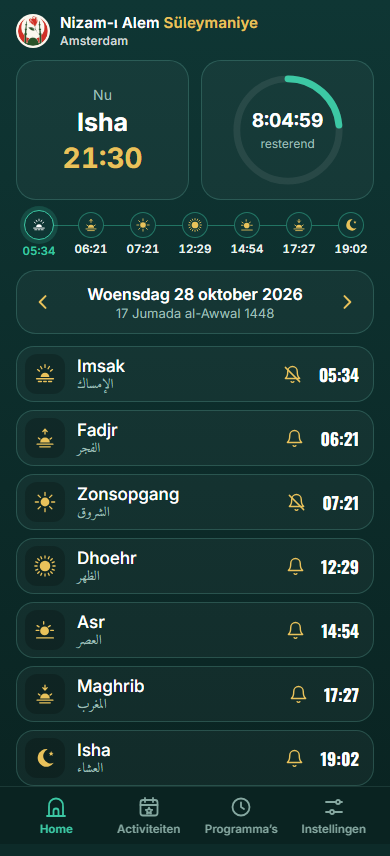 Nizam-ı Alem Süleymaniye
Amsterdam
Nu
Isha
21:30
8:04:59
resterend
05:34 06:21 07:21 12:29 14:54 17:27 19:02
Woensdag 28 oktober 2026
17 Jumada al-Awwal 1448
Imsak
الإمساك
05:34
Fadjr
الفجر
06:21
Zonsopgang
الشروق
07:21
Dhoehr
الظهر
12:29
Asr
العصر
14:54
Maghrib
المغرب
17:27
Isha
العشاء
19:02
Home Activiteiten Programma's Instellingen